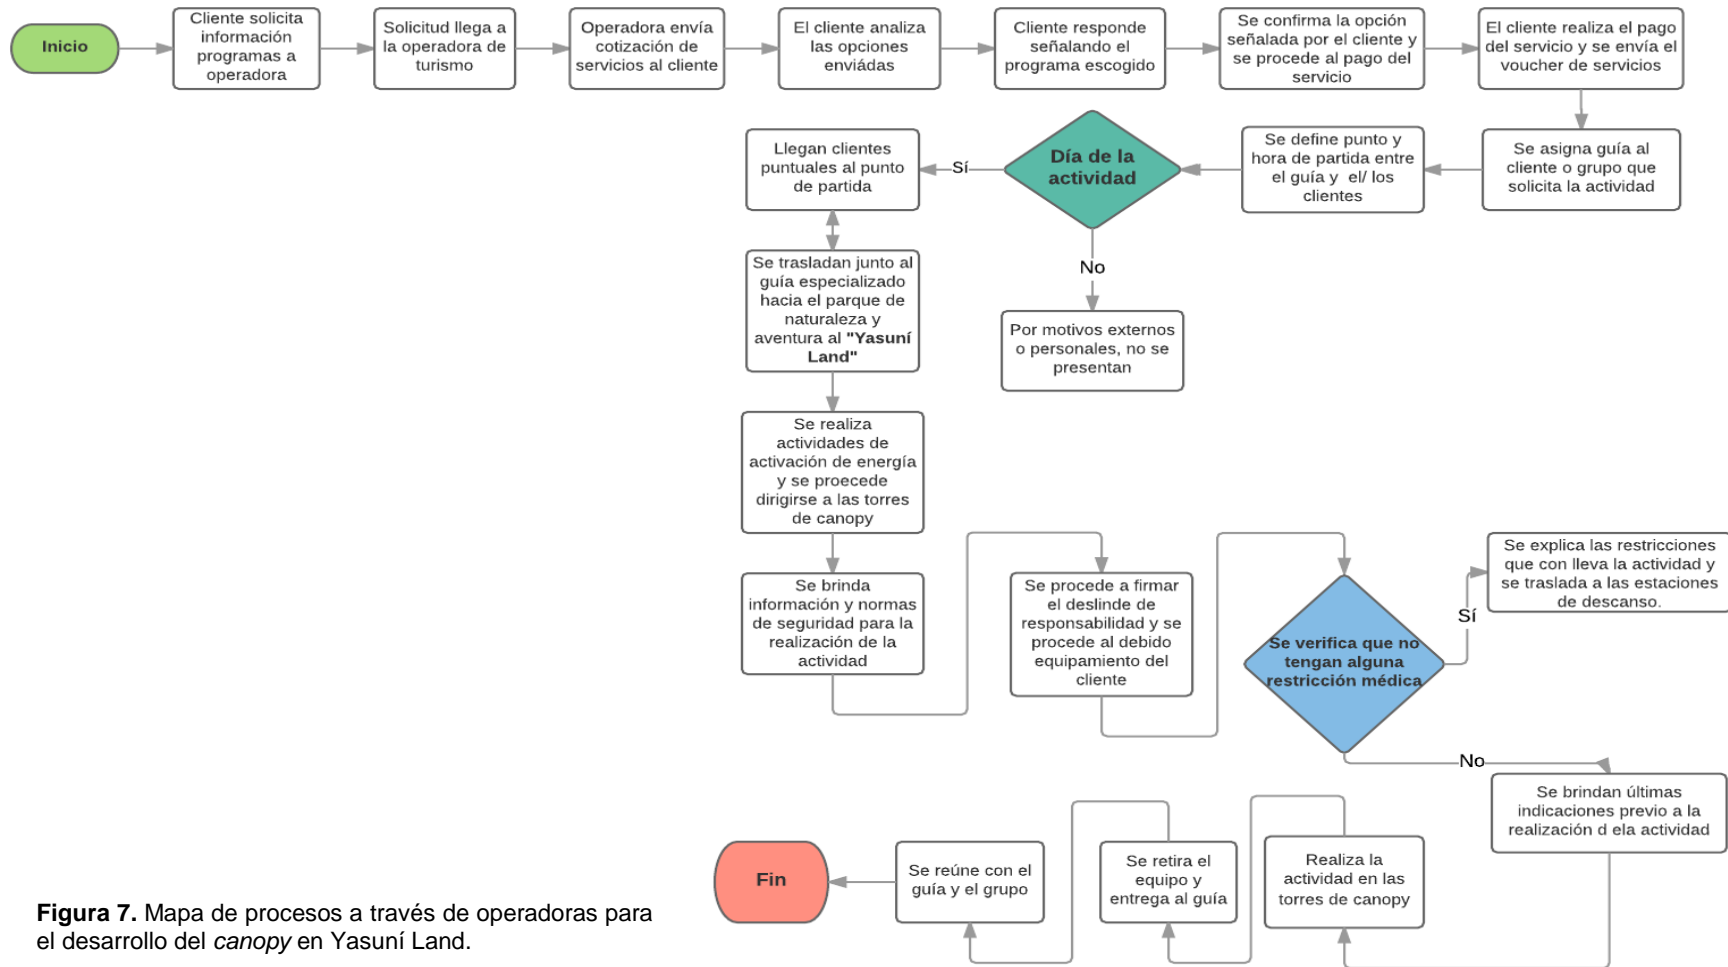 Inicio
Cliente solicita
información
programas a
operadora
Solicitud llega a
la operadora de
turismo
Operadora envía
cotización de
servicios al cliente
El cliente analiza
las opciones
enviádas
Cliente responde
señalando el
programa escogido
Se confirma la opción
señalada por el cliente y
se procede al pago del
servicio
El cliente realiza el pago
del servicio y se envía el
voucher de servicios
Se asigna guía al
cliente o grupo que
solicita la actividad
Se define punto y
hora de partida entre
el guía y el/ los
clientes
Día de la
actividad
Sí
Llegan clientes
puntuales al punto
de partida
No
Por motivos externos
o personales, no se
presentan
Se trasladan junto al
guía especializado
hacia el parque de
naturaleza y
aventura al "Yasuní
Land"
Se realiza
actividades de
activación de energía
y se proecede
dirigirse a las torres
de canopy
Se brinda
información y normas
de seguridad para la
realización de la
actividad
Se procede a firmar
el deslinde de
responsabilidad y se
procede al debido
equipamiento del
cliente
Se verifica que no
tengan alguna
restricción médica
Sí
Se explica las restricciones
que con lleva la actividad y
se traslada a las estaciones
de descanso.
No
Se brindan últimas
indicaciones previo a la
realización d ela actividad
Realiza la
actividad en las
torres de canopy
Se retira el
equipo y
entrega al guía
Se reúne con el
guía y el grupo
Fin
Figura 7. Mapa de procesos a través de operadoras para
el desarrollo del canopy en Yasuní Land.